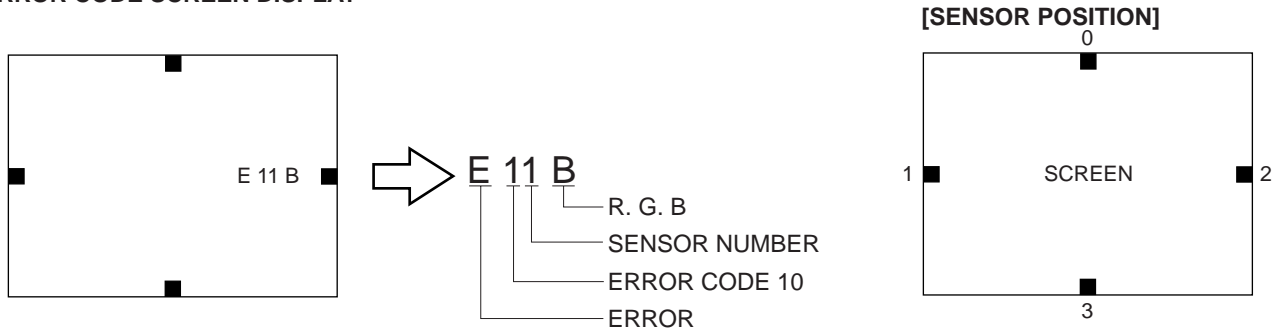 ERROR CODE SCREEN DISPLAY
[SENSOR POSITION]
E 11 B
E 11 B
R. G. B
SENSOR NUMBER
ERROR CODE 10
ERROR
0
1
SCREEN
2
3